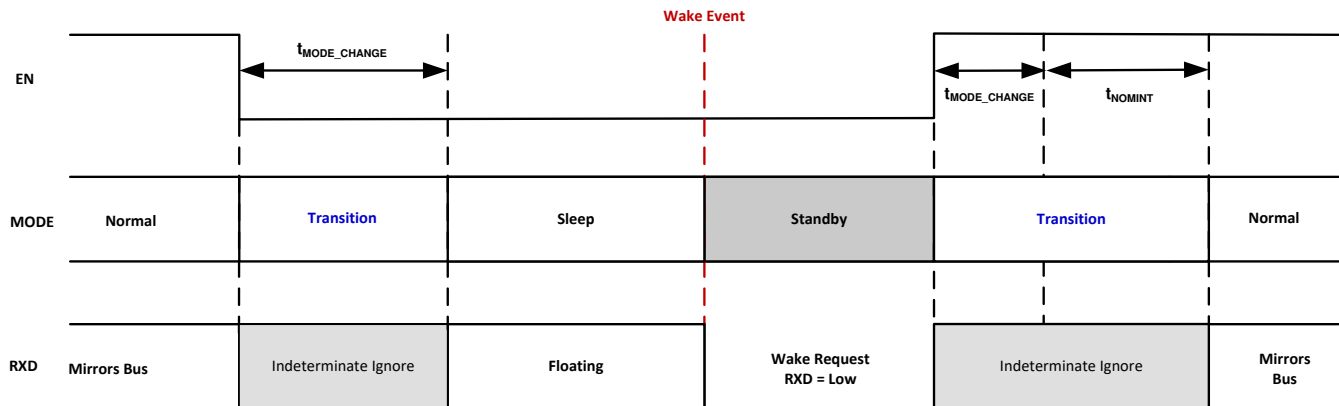 Wake Event
EN
tMODE_CHANGE
tMODE_CHANGE
tNOMINT
MODE
Normal
Transition
Sleep
Standby
Transition
Normal
RXD
Mirrors Bus
Indeterminate Ignore
Floating
Wake Request
RXD = Low
Indeterminate Ignore
Mirrors
Bus